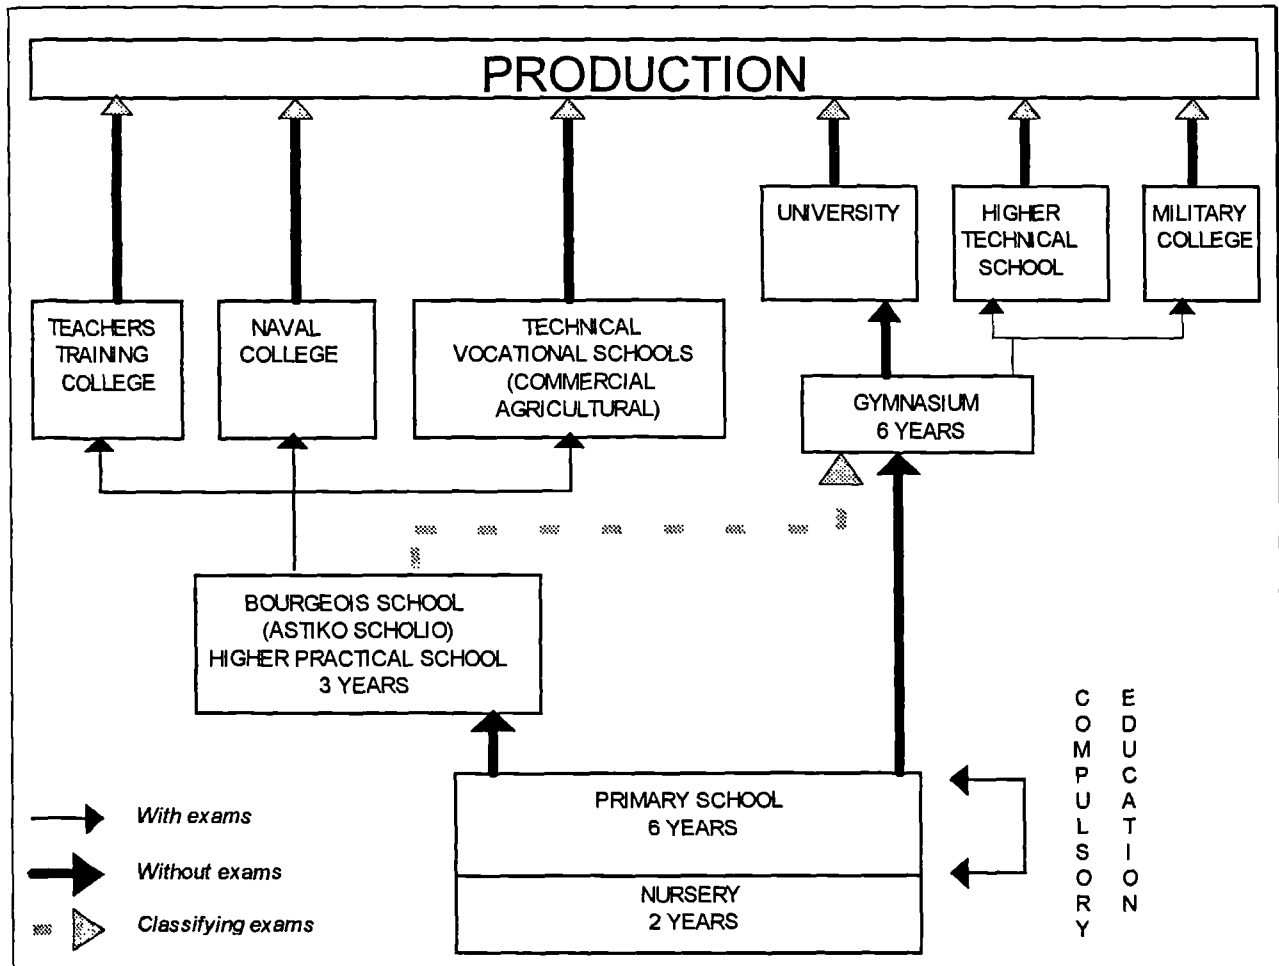 PRODUCTION
UNIVERSITY
HIGHER
TECHNICAL
SCHOOL
MILITARY
COLLEGE
TEACHERS
TRAINING
COLLEGE
NAVAL
COLLEGE
TECHNICAL
VOCATIONAL SCHOOLS
(COMMERCIAL
AGRICULTURAL)
GYMNASIUM
6 YEARS
BOURGEOIS SCHOOL
(ASTIKO SCHOLIO)
HIGHER PRACTICAL SCHOOL
3 YEARS
PRIMARY SCHOOL
6 YEARS
NURSERY
2 YEARS
COMPULSORY
EDUCATION
With exams
Without exams
Classifying exams